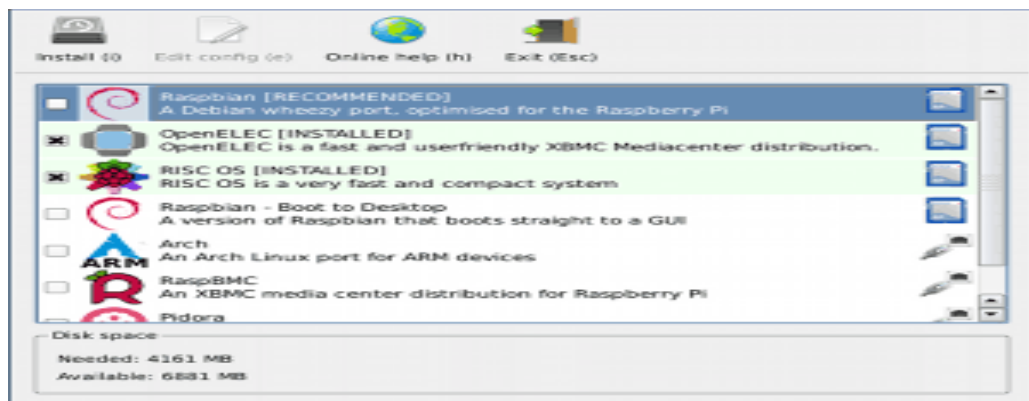 Install (i) Edit config (e) Online help (h) Exit (Esc)
Raspbian [RECOMMENDED]
A Debian wheezy port, optimised for the Raspberry Pi
OpenELEC [INSTALLED]
OpenELEC is a fast and userfriendly XBMC Mediacenter distribution.
RISC OS [INSTALLED]
RISC OS is a very fast and compact system
Raspbian - Boot to Desktop
A version of Raspbian that boots straight to a GUI
ARM
Arch
An Arch Linux port for ARM devices
R
RaspBMC
An XBMC media center distribution for Raspberry Pi
Pidora
Disk space
Needed: 4161 MB
Available: 6881 MB